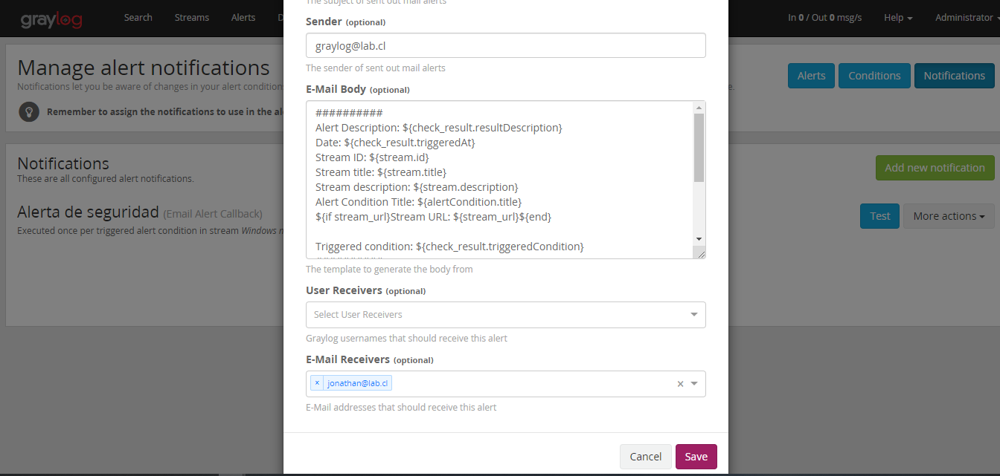 The subject of sent out mail alerts
graylog
Search
Streams
Alerts
D
In 0 / Out 0 msg/s
Help
Administrator
Sender (optional)
graylog@lab.cl
The sender of sent out mail alerts
Manage alert notifications
Notifications let you be aware of changes in your alert condition
e.
Remember to assign the notifications to use in the al
Alerts
Conditions
Notifications
E-Mail Body (optional)
##########
Alert Description: ${check_result.resultDescription}
Date: ${check_result.triggeredAt}
Stream ID: ${stream.id}
Stream title: ${stream.title}
Stream description: ${stream.description}
Alert Condition Title: ${alertCondition.title}
${if stream_url}Stream URL: ${stream_url}${end}
Triggered condition: ${check_result.triggeredCondition}
The template to generate the body from
Notifications
These are all configured alert notifications.
Add new notification
Alerta de seguridad (Email Alert Callback)
Executed once per triggered alert condition in stream Windows n
Test
More actions
User Receivers (optional)
Select User Receivers
Graylog usernames that should receive this alert
E-Mail Receivers (optional)
× jonathan@lab.cl
×
E-Mail addresses that should receive this alert
Cancel
Save